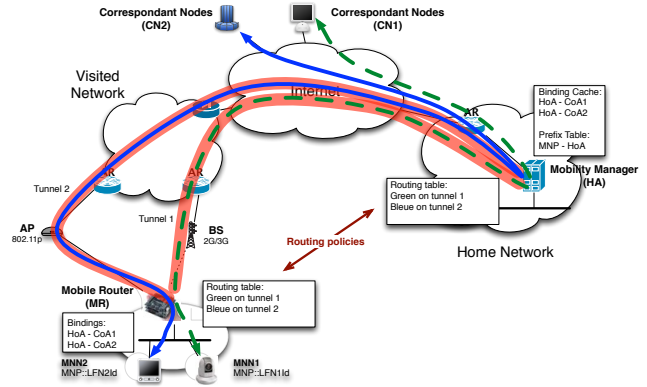 Correspondant Nodes
(CN2)
Correspondant Nodes
(CN1)
Visited
Network
Internet
AR
Binding Cache:
HoA - CoA1
HoA - CoA2
Prefix Table:
MNP - HoA
Mobility Manager
(HA)
AR
AR
Tunnel 2
Tunnel 1
Routing table:
Green on tunnel 1
Bleue on tunnel 2
AP
802.11p
BS
2G/3G
Routing policies
Home Network
Mobile Router
(MR)
Routing table:
Green on tunnel 1
Bleue on tunnel 2
Bindings:
HoA - CoA1
HoA - CoA2
MNN2
MNP::LFN2Id
MNN1
MNP::LFN1Id